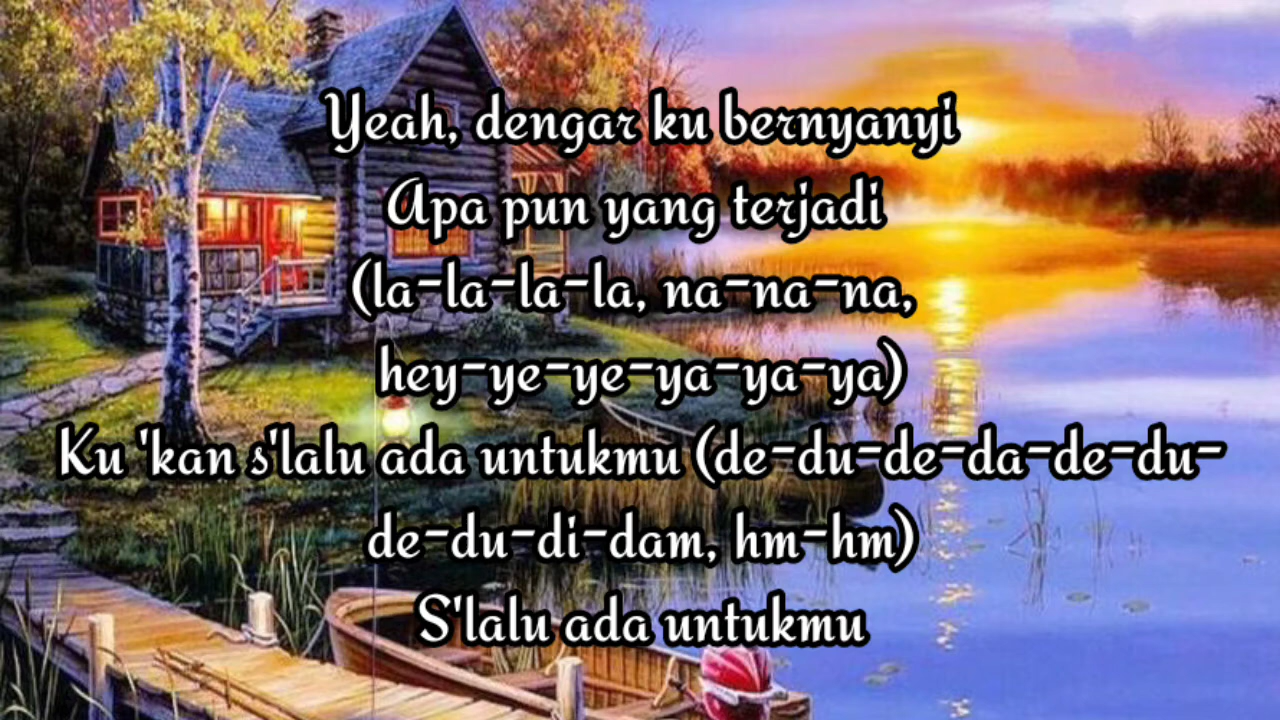 Yeah, dengar ku bernyanyi
Apa pun yang terjadi
(la-la-la-la, na-na-na,
hey-ye-ye-ya-ya-ya)
Ku 'kan s'lalu ada untukmu (de-du-de-da-de-du-
de-du-di-dam, hm-hm)
S'lalu ada untukmu